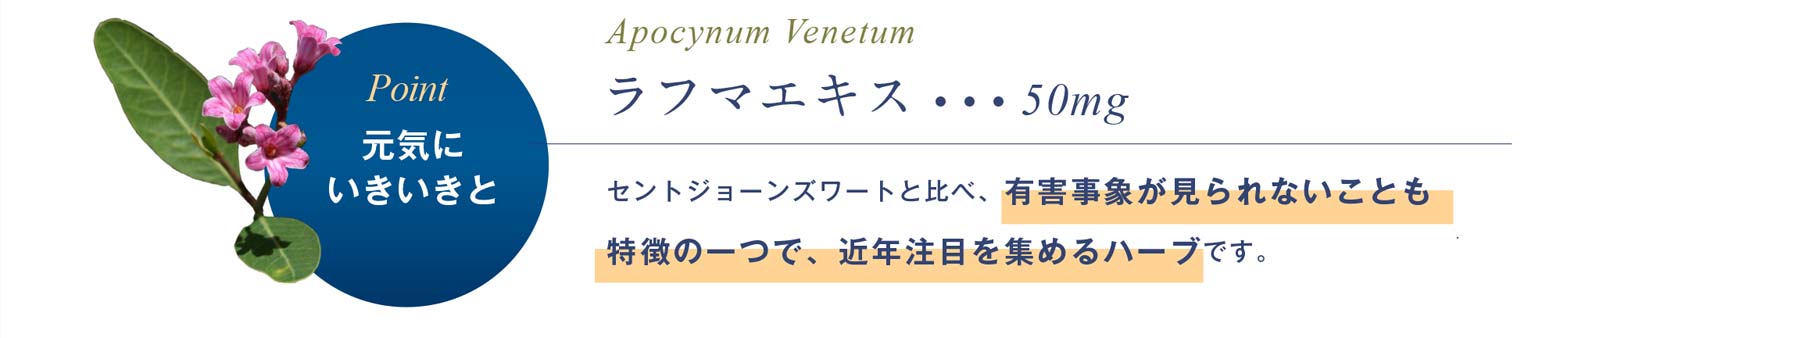 Point
元気に
いきいきと
Apocynum Venetum
ラフマエキス・・・50mg
セントジョーンズワートと比べ、有害事象が見られないことも
特徴の一つで、近年注目を集めるハーブです。